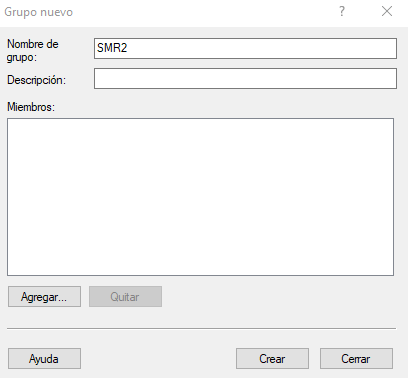 Grupo nuevo
?
Nombre de
grupo:
SMR2
Descripción:
Miembros:
Agregar...
Quitar
Ayuda
Crear
Cerrar